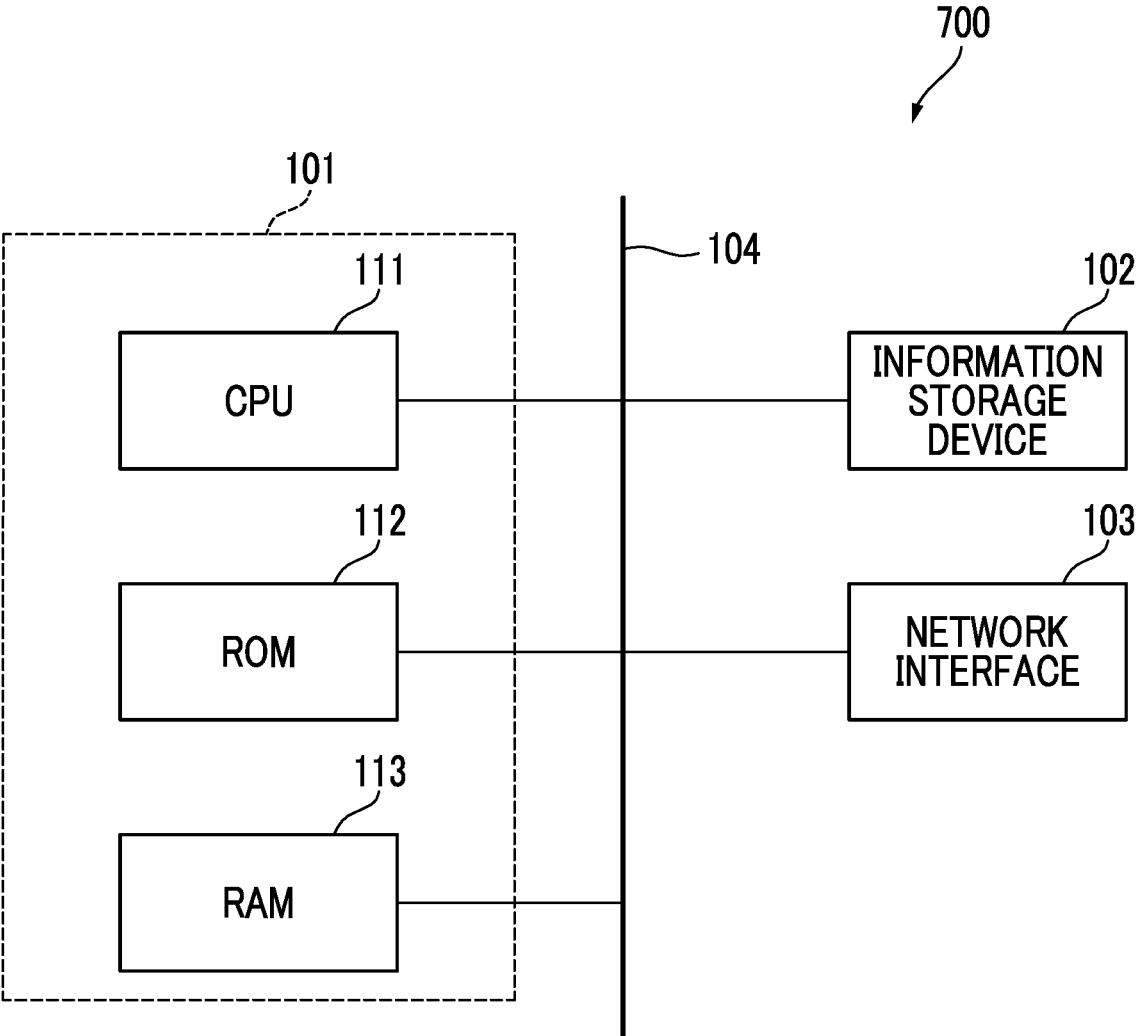 700
101
104
111
102
CPU
INFORMATION
STORAGE
DEVICE
112
103
ROM
NETWORK
INTERFACE
113
RAM